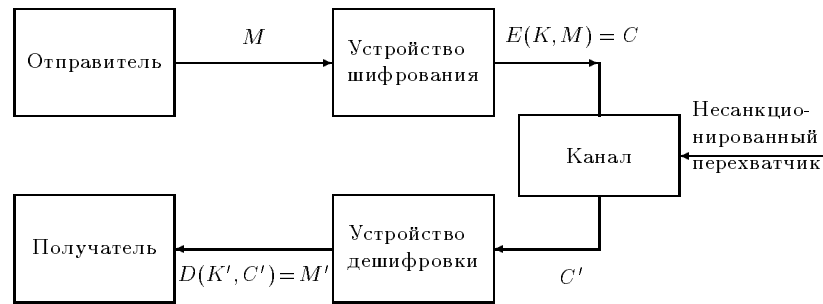 M
E(K, M) = C
Отправитель
Устройство
шифрования
Несанкцио-
нированный
перехватчик
Канал
Получатель
Устройство
дешифровки
D(K′, C′) = M′
C′